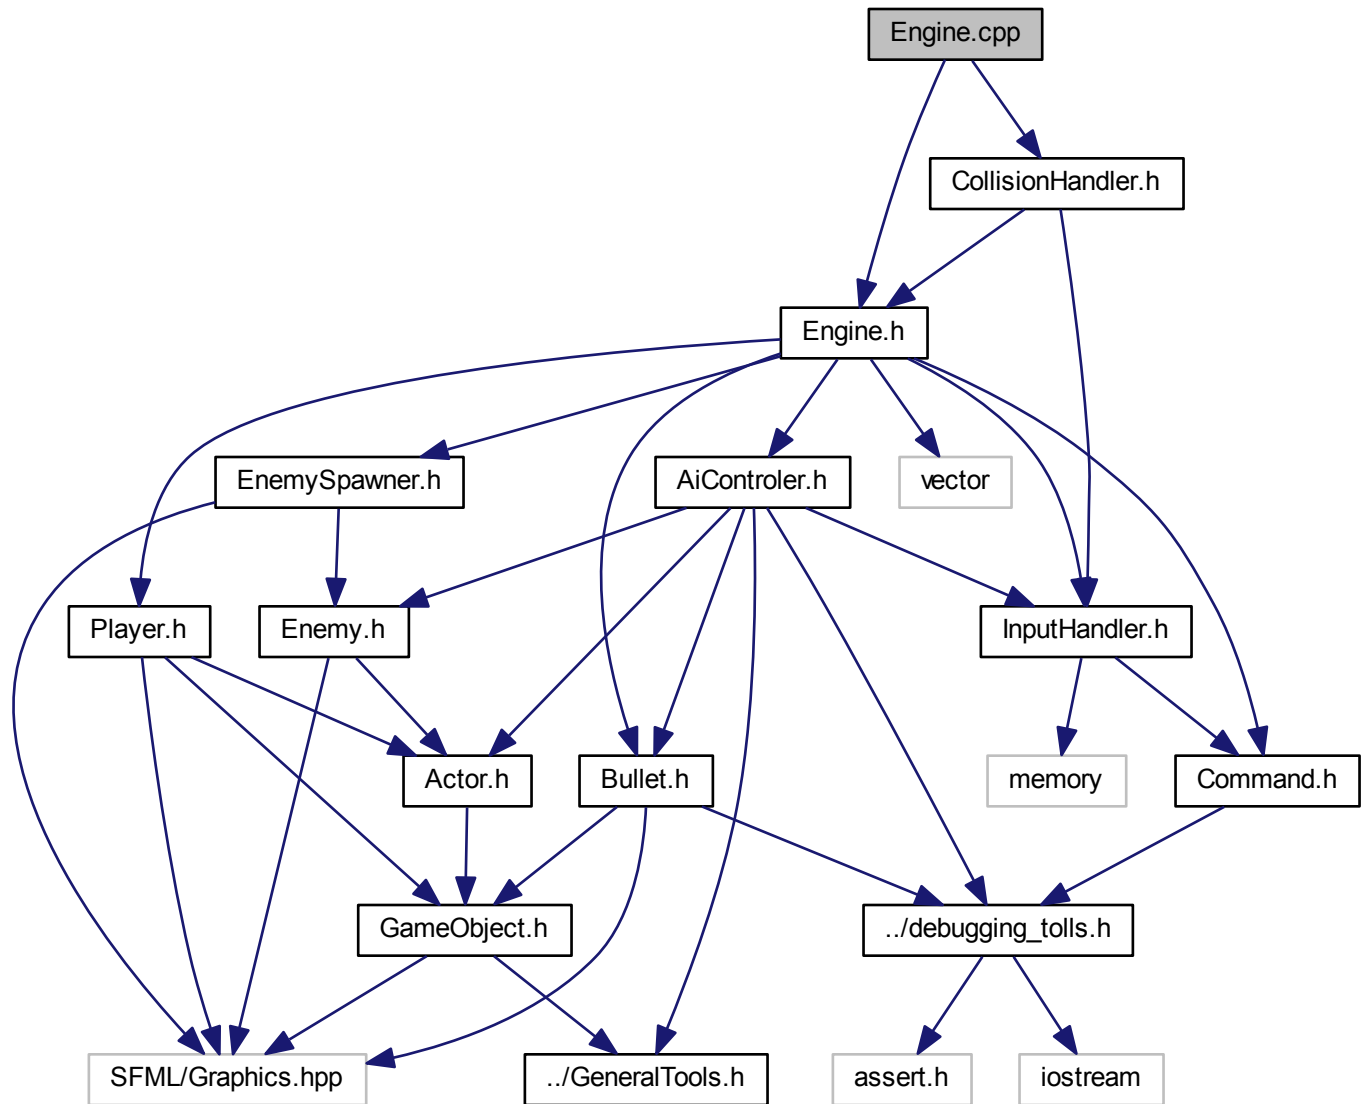 Engine.cpp
CollisionHandler.h
Engine.h
EnemySpawner.h
AiControler.h
vector
Player.h
Enemy.h
InputHandler.h
Actor.h
Bullet.h
memory
Command.h
GameObject.h
../debugging_tolls.h
SFML/Graphics.hpp
../GeneralTools.h
assert.h
iostream